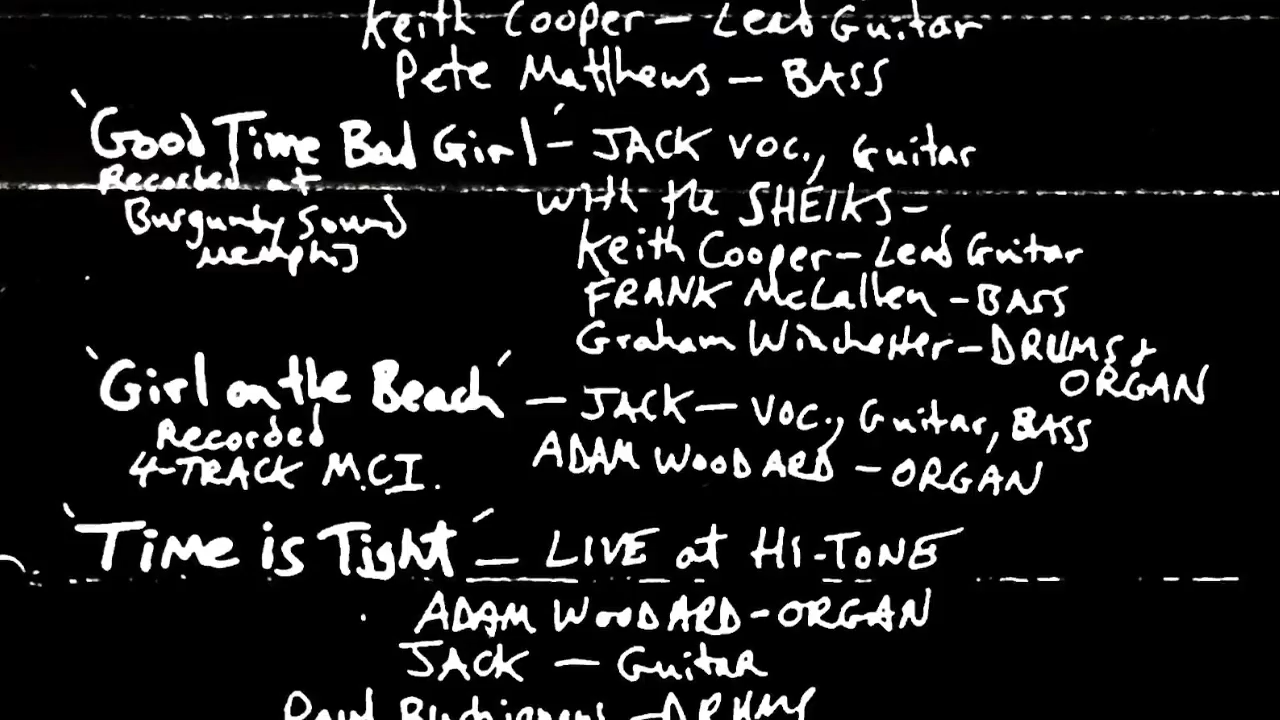 Keith Cooper — Lead Guitar
Pete Matthews — BASS
'Good Time Bad Girl' — JACK VOC., Guitar
Recorded at
with the SHEIKS —
Burgundy Sound
Memphis
Keith Cooper — Lead Guitar
FRANK McLallen — BASS
Graham Winchester — DRUMS +
ORGAN
'Girl on the Beach' — JACK — VOC., Guitar, BASS
Recorded
ADAM WOODARD — ORGAN
4-TRACK M.C.I.
'Time is Tight' — LIVE at HI-TONE
ADAM WOODARD — ORGAN
JACK — Guitar
— DRUMS